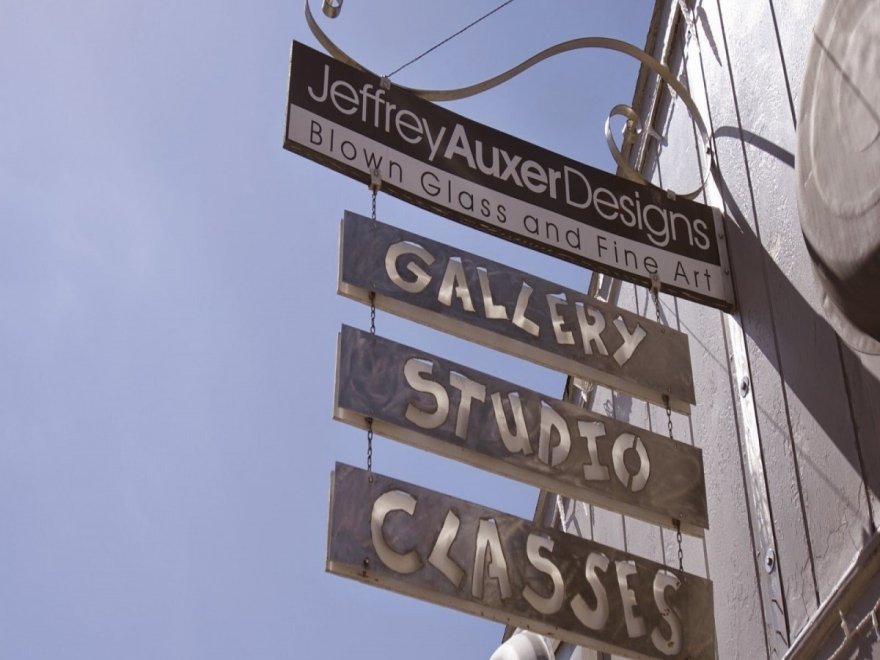 JeffreyAuxerDesigns
Blown Glass and Fine Art
GALLERY
STUDIO
CLASSES